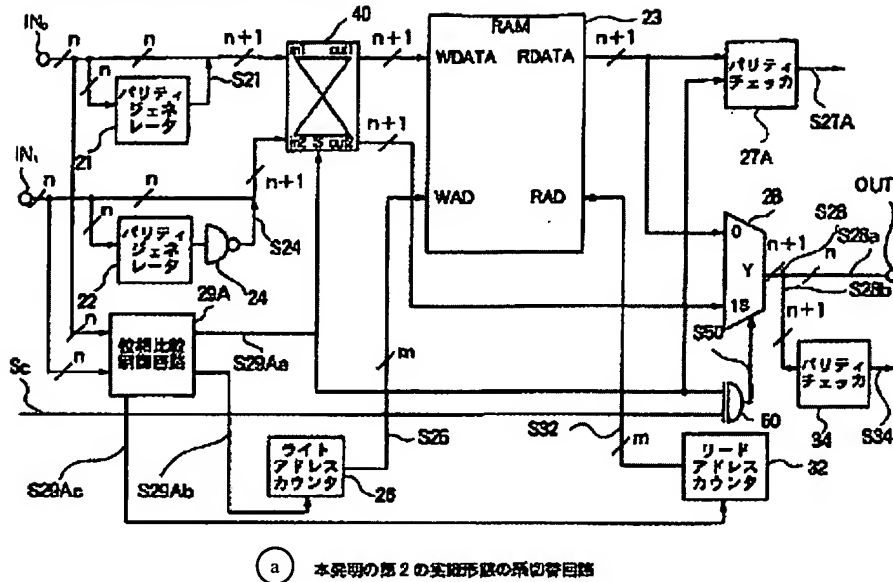 IN₀
n
n
n+1
40
RAM
23
n
S21
in1 out1
n+1
WDATA
RDATA
n+1
パリティ
チェッカ
パリティ
ジェネ
レータ
S27A
21
in2 S out2
n+1
27A
IN₁
n
n
n+1
WAD
RAD
OUT
n
28
パリティ
ジェネ
レータ
S24
0
n+1
S28
n
S28a
Y
22
24
S28b
29A
1S
n+1
n
位相比較
制御回路
S50
n
S29Aa
m
パリティ
チェッカ
Sc
50
34
S34
S26
S32
m
ライト
アドレス
カウンタ
リード
アドレス
カウンタ
32
S29Ac
S29Ab
26
a 本発明の第2の実施形態の系切替回路